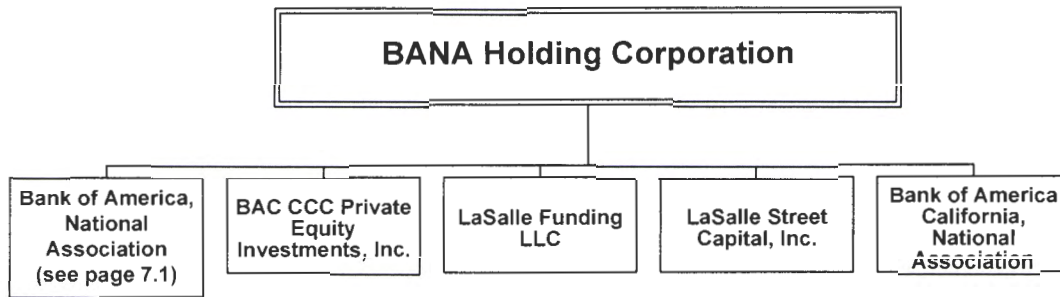 BANA Holding Corporation
Bank of America,
National
Association
(see page 7.1)
BAC CCC Private
Equity
Investments, Inc.
LaSalle Funding
LLC
LaSalle Street
Capital, Inc.
Bank of America
California,
National
Association